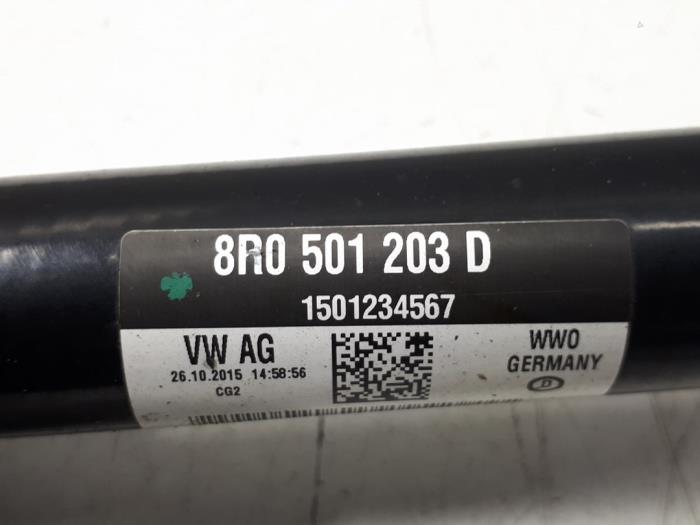 8R0 501 203 D
1501234567
VW AG
26.10.2015 14:58:56
CG2
WWO
GERMANY
D